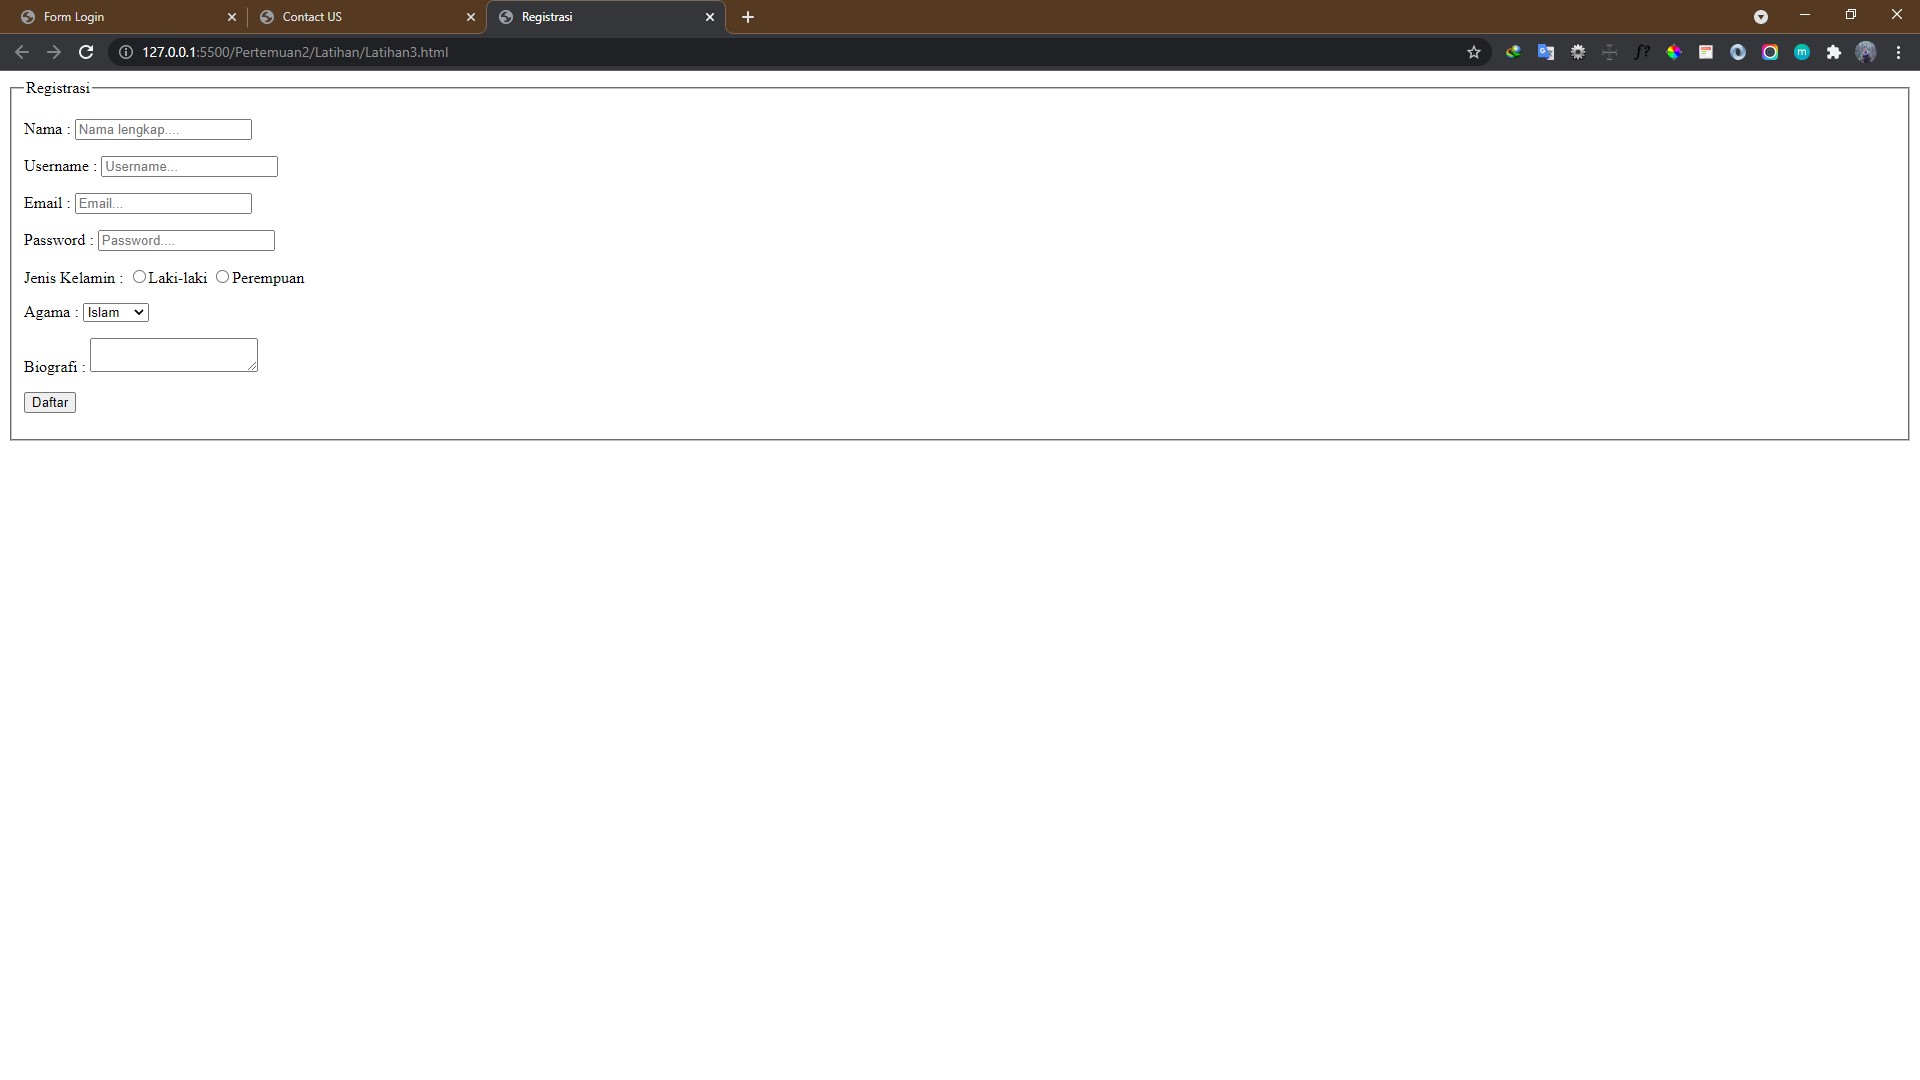 Form Login
Contact US
Registrasi
127.0.0.1:5500/Pertemuan2/Latihan/Latihan3.html
f?
m
Registrasi
Nama : Nama lengkap....
Username : Username...
Email : Email...
Password : Password....
Jenis Kelamin : Laki-laki Perempuan
Agama : Islam
Biografi :
Daftar